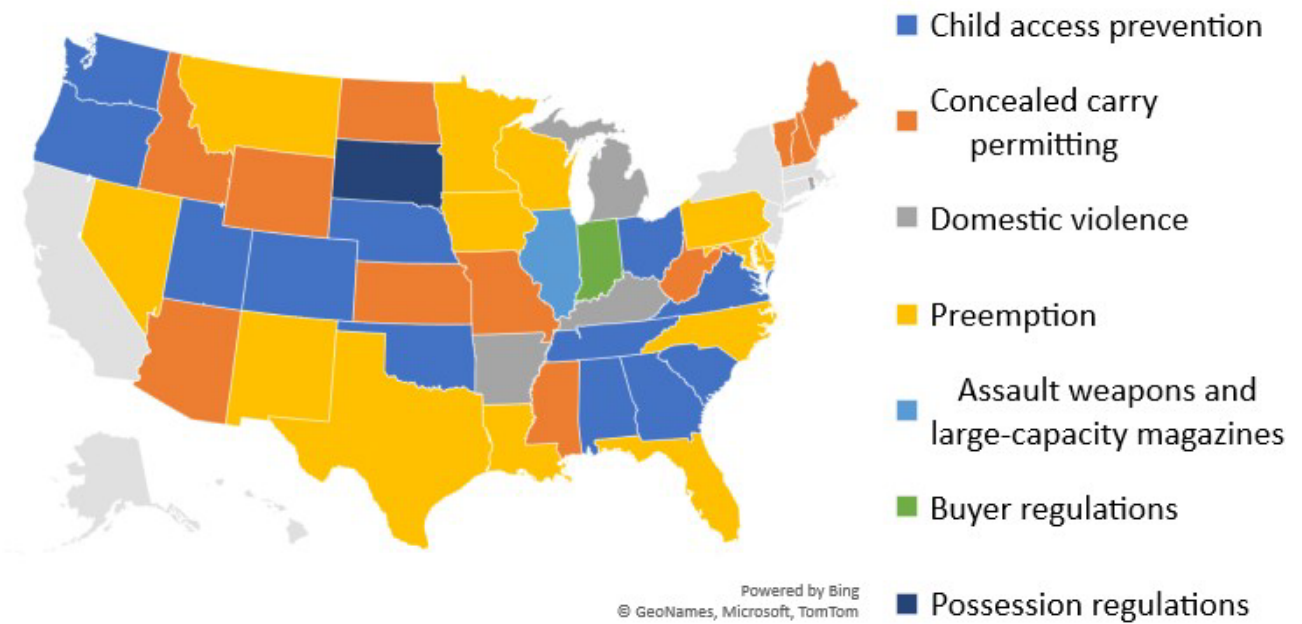 Child access prevention
Concealed carry
permitting
Domestic violence
Preemption
Assault weapons and
large-capacity magazines
Buyer regulations
Possession regulations
Powered by Bing
© GeoNames, Microsoft, TomTom